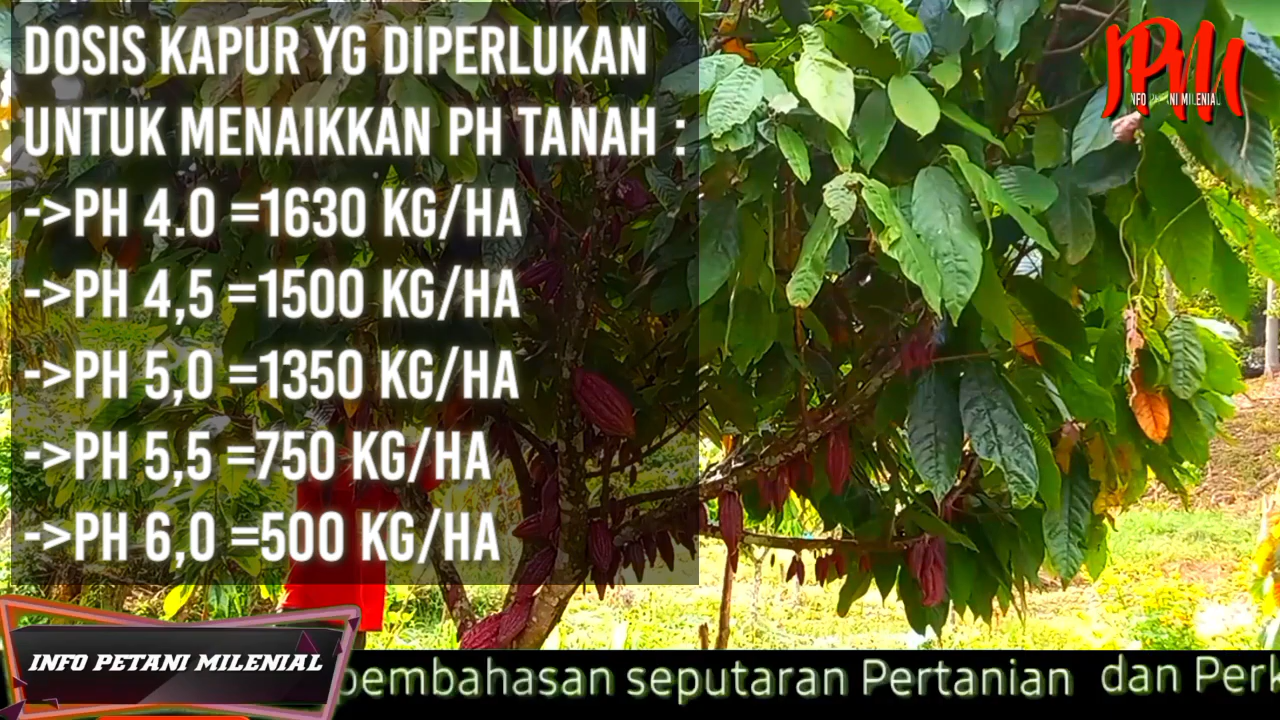 DOSIS KAPUR YG DIPERLUKAN
UNTUK MENAIKKAN PH TANAH :
->PH 4.0 =1630 KG/HA
->PH 4,5 =1500 KG/HA
->PH 5,0 =1350 KG/HA
->PH 5,5 =750 KG/HA
->PH 6,0 =500 KG/HA
IPM
INFO PETANI MILENIAL
INFO PETANI MILENIAL
pembahasan seputaran Pertanian dan Perk